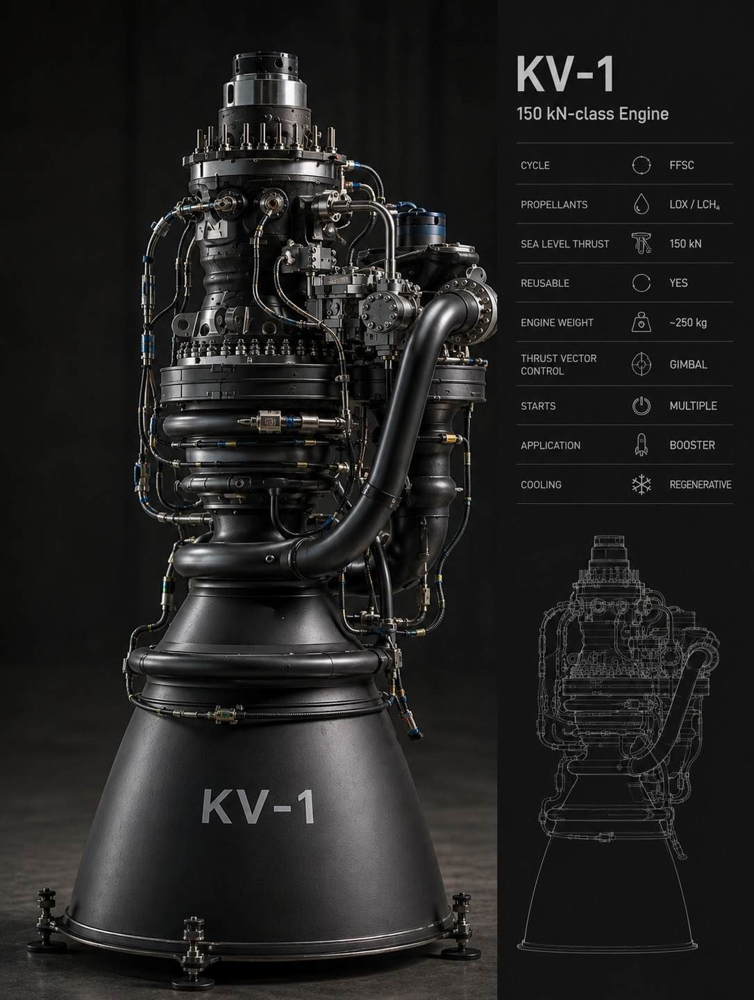 KV-1
150 kN-class Engine
CYCLE FFSC
PROPELLANTS LOX / LCH₄
SEA LEVEL THRUST 150 kN
REUSABLE YES
ENGINE WEIGHT ~250 kg
THRUST VECTOR
CONTROL GIMBAL
STARTS MULTIPLE
APPLICATION BOOSTER
COOLING REGENERATIVE
KV-1